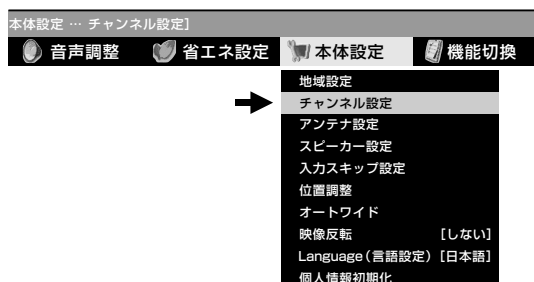 本体設定 … チャンネル設定]
音声調整 省エネ設定 本体設定 機能切換
地域設定
チャンネル設定
アンテナ設定
スピーカー設定
入力スキップ設定
位置調整
オートワイド
映像反転 [しない]
Language(言語設定) [日本語]
個人情報初期化